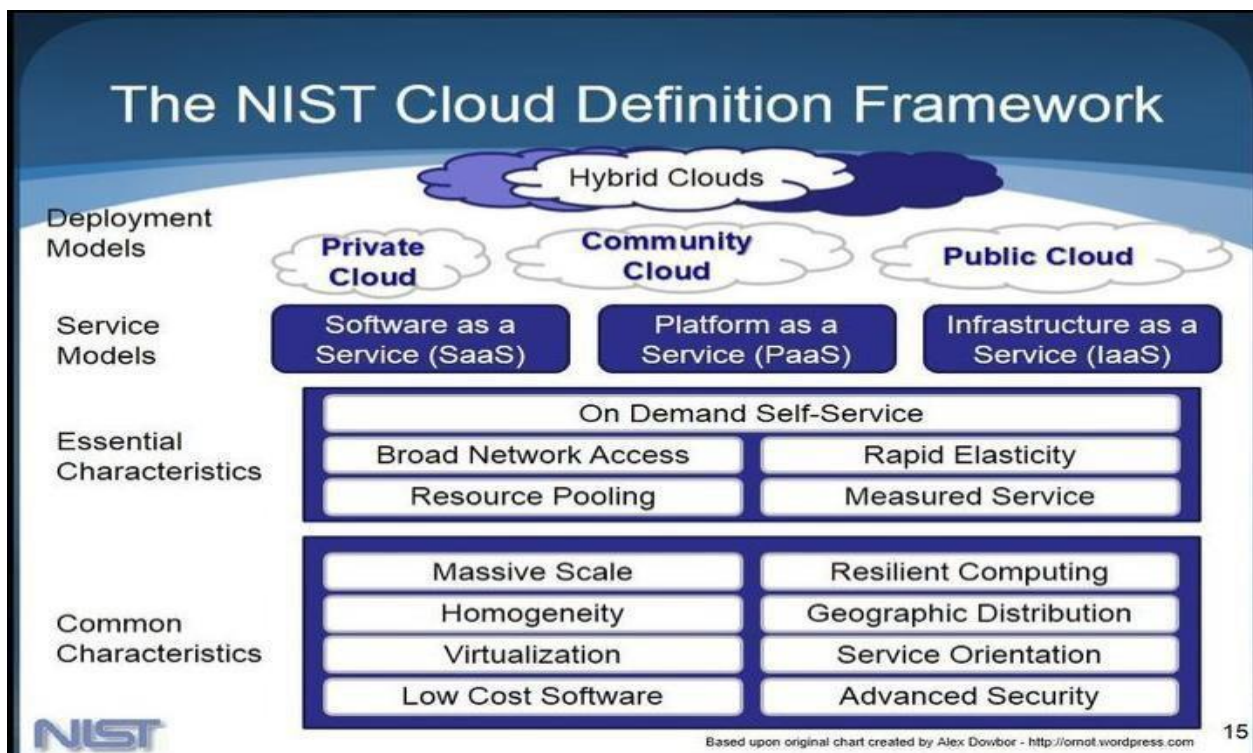 The NIST Cloud Definition Framework
Hybrid Clouds
Deployment
Models
Private
Cloud
Community
Cloud
Public Cloud
Service
Models
Software as a
Service (SaaS)
Platform as a
Service (PaaS)
Infrastructure as a
Service (IaaS)
Essential
Characteristics
On Demand Self-Service
Broad Network Access
Rapid Elasticity
Resource Pooling
Measured Service
Common
Characteristics
Massive Scale
Resilient Computing
Homogeneity
Geographic Distribution
Virtualization
Service Orientation
Low Cost Software
Advanced Security
NIST
Based upon original chart created by Alex Dowbor - http://ornot.wordpress.com
15